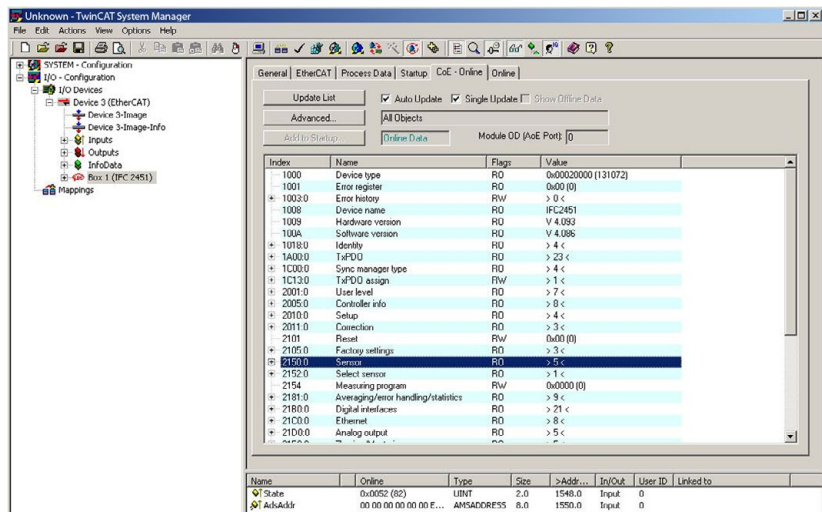 Unknown - TwinCAT System Manager
File Edit Actions View Options Help
SYSTEM - Configuration
I/O - Configuration
I/O Devices
Device 3 (EtherCAT)
Device 3-Image
Device 3-Image-Info
Inputs
Outputs
InfoData
Box 1 (IFC 2451)
Mappings
General EtherCAT Process Data Startup CoE - Online Online
Update List Auto Update Single Update Show Offline Data
Advanced... All Objects
Add to Startup... Online Data Module OD (AoE Port): 0
Index Name Flags Value
1000 Device type RO 0x00020000 (131072)
1001 Error register RO 0x00 (0)
1003:0 Error history RW > 0 <
1008 Device name RO IFC2451
1009 Hardware version RO V 4.093
100A Software version RO V 4.086
1018:0 Identity RO > 4 <
1A00:0 TxPDO RO > 23 <
1C00:0 Sync manager type RO > 4 <
1C13:0 TxPDO assign RW > 1 <
2001:0 User level RO > 7 <
2005:0 Controller info RO > 8 <
2010:0 Setup RO > 4 <
2011:0 Correction RO > 3 <
2101 Reset RW 0x00 (0)
2105:0 Factory settings RO > 3 <
2150:0 Sensor RO > 5 <
2152:0 Select sensor RO > 1 <
2154 Measuring program RW 0x0000 (0)
2181:0 Averaging/error handling/statistics RO > 9 <
21B0:0 Digital interfaces RO > 21 <
21C0:0 Ethernet RO > 8 <
21D0:0 Analog output RO > 5 <
Name Online Type Size >Addr... In/Out User ID Linked to
State 0x0052 (82) UINT 2.0 1548.0 Input 0
AdsAddr 00 00 00 00 00 00 E... AMSADDRESS 8.0 1550.0 Input 0